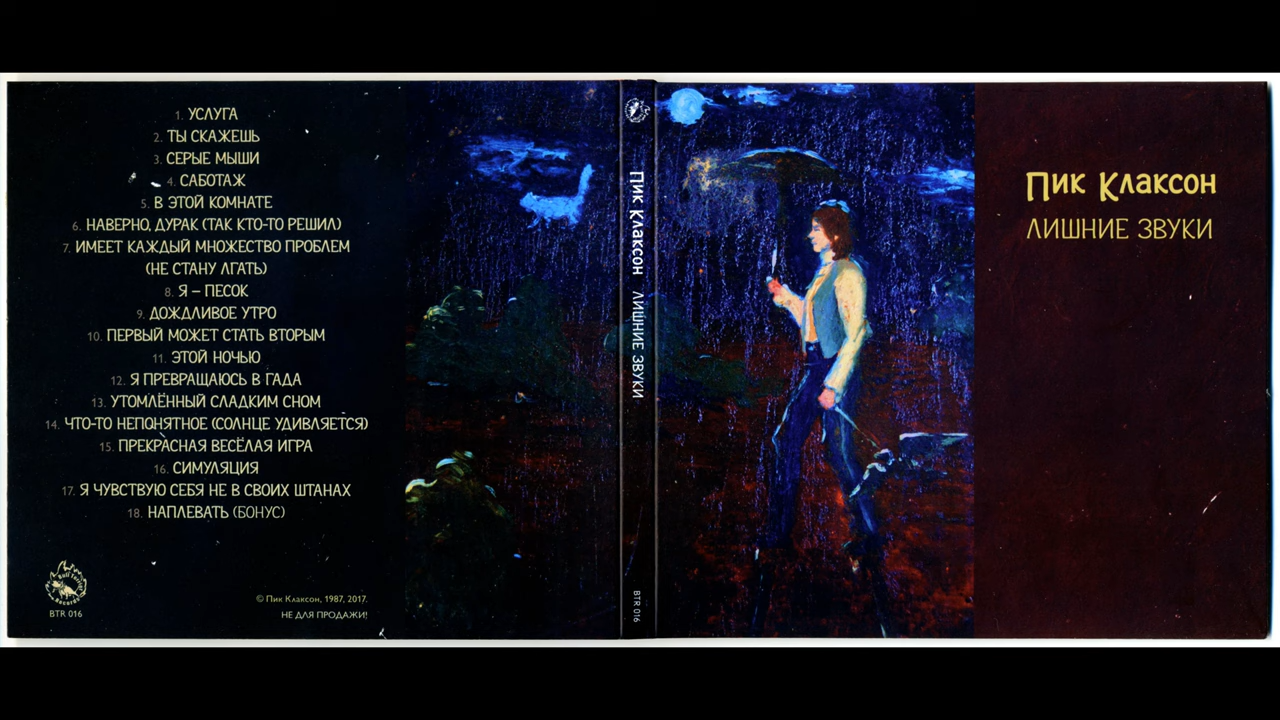 1. УСЛУГА
2. ТЫ СКАЖЕШЬ
3. СЕРЫЕ МЫШИ
4. САБОТАЖ
5. В ЭТОЙ КОМНАТЕ
6. НАВЕРНО, ДУРАК (ТАК КТО-ТО РЕШИЛ)
7. ИМЕЕТ КАЖДЫЙ МНОЖЕСТВО ПРОБЛЕМ
(НЕ СТАНУ ЛГАТЬ)
8. Я – ПЕСОК
9. ДОЖДЛИВОЕ УТРО
10. ПЕРВЫЙ МОЖЕТ СТАТЬ ВТОРЫМ
11. ЭТОЙ НОЧЬЮ
12. Я ПРЕВРАЩАЮСЬ В ГАДА
13. УТОМЛЁННЫЙ СЛАДКИМ СНОМ
14. ЧТО-ТО НЕПОНЯТНОЕ (СОЛНЦЕ УДИВЛЯЕТСЯ)
15. ПРЕКРАСНАЯ ВЕСЁЛАЯ ИГРА
16. СИМУЛЯЦИЯ
17. Я ЧУВСТВУЮ СЕБЯ НЕ В СВОИХ ШТАНАХ
18. НАПЛЕВАТЬ (БОНУС)
Bull Terrier Records
BTR 016
© Пик Клаксон, 1987, 2017.
НЕ ДЛЯ ПРОДАЖИ!
Пик Клаксон ЛИШНИЕ ЗВУКИ
BTR 016
Пик Клаксон
ЛИШНИЕ ЗВУКИ